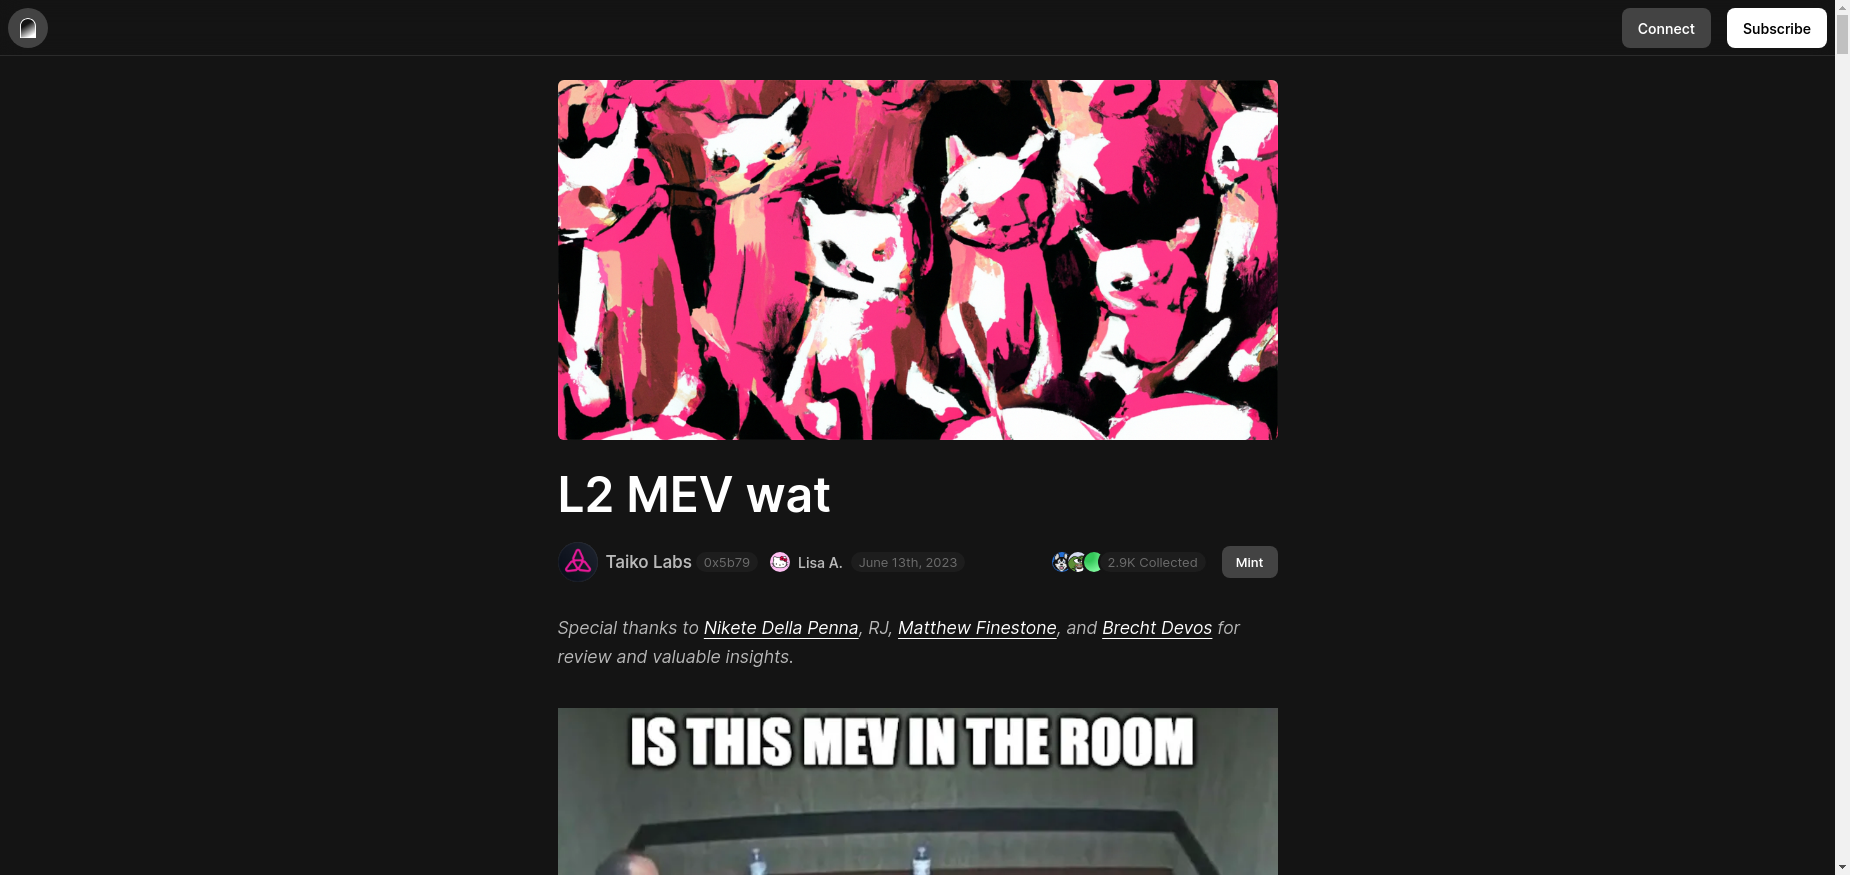 Connect
Subscribe
L2 MEV wat
Taiko Labs 0x5b79 Lisa A. June 13th, 2023 2.9K Collected Mint
Special thanks to Nikete Della Penna, RJ, Matthew Finestone, and Brecht Devos for
review and valuable insights.
IS THIS MEV IN THE ROOM